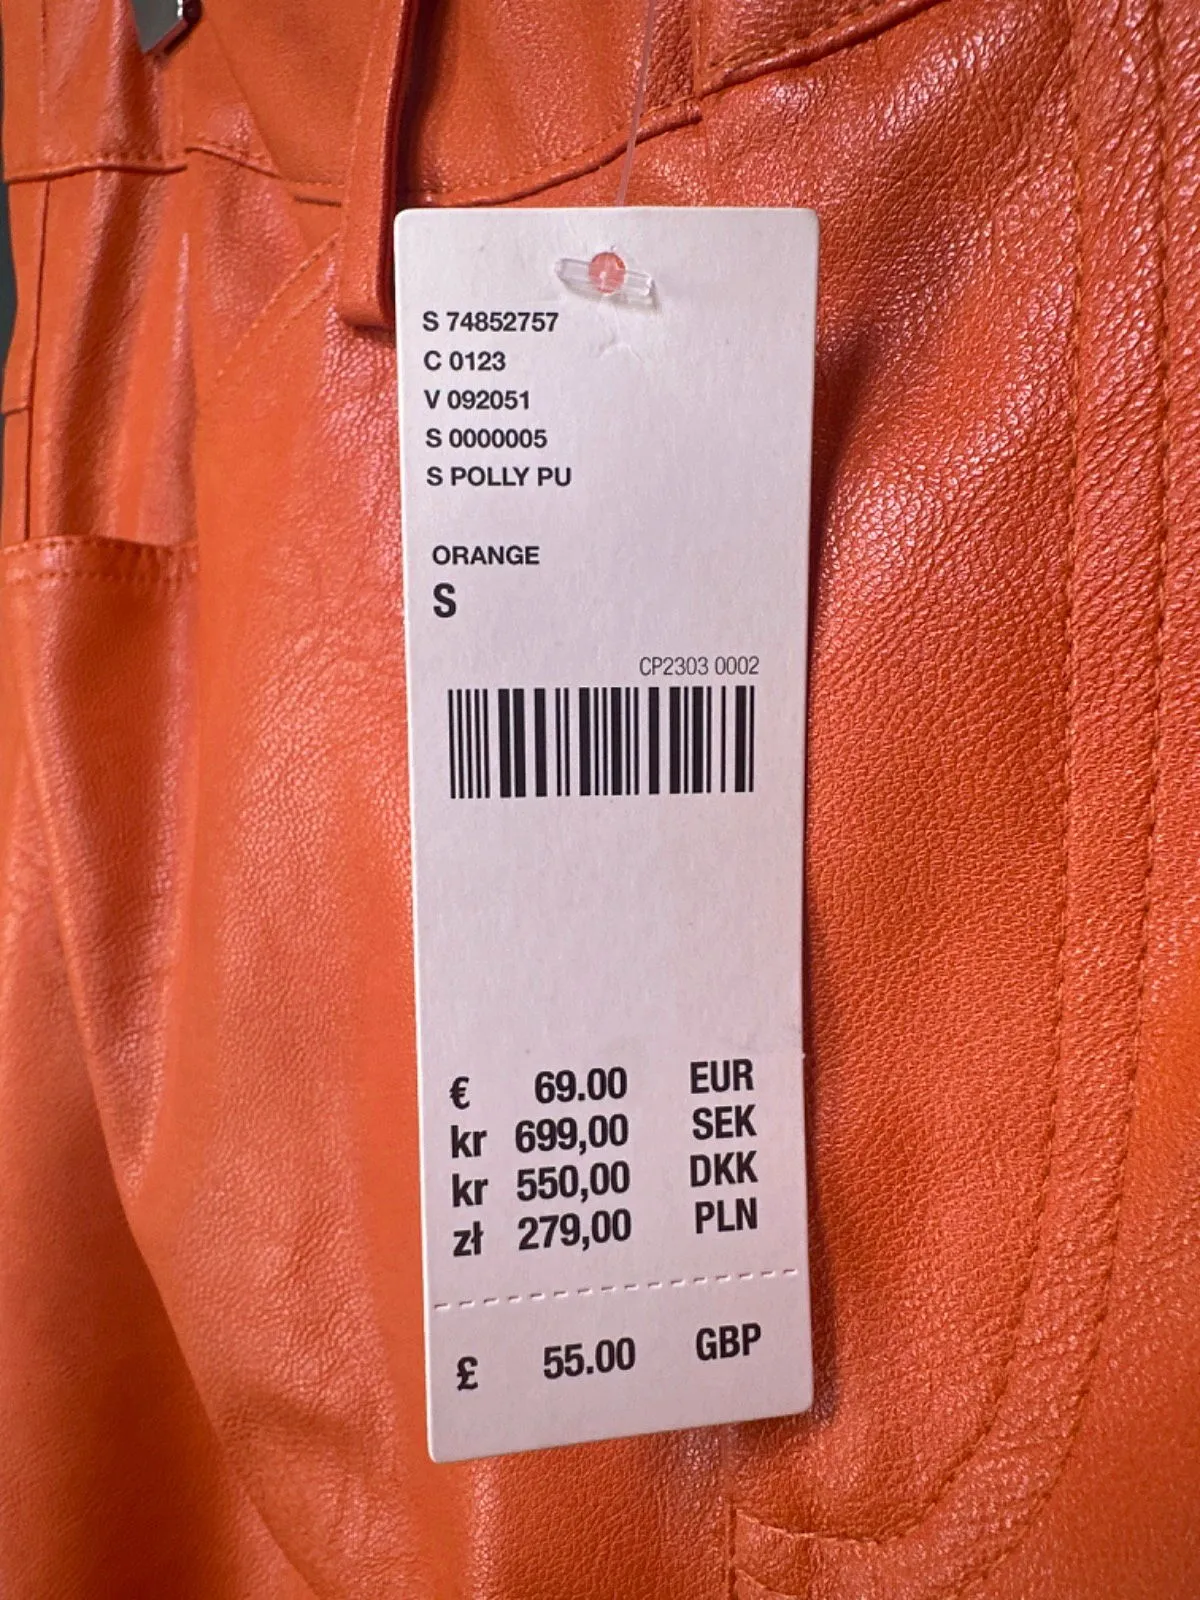 S 74852757
C 0123
V 092051
S 0000005
S POLLY PU
ORANGE
S
CP2303 0002
€ 69.00 EUR
kr 699,00 SEK
kr 550,00 DKK
zł 279,00 PLN
£ 55.00 GBP